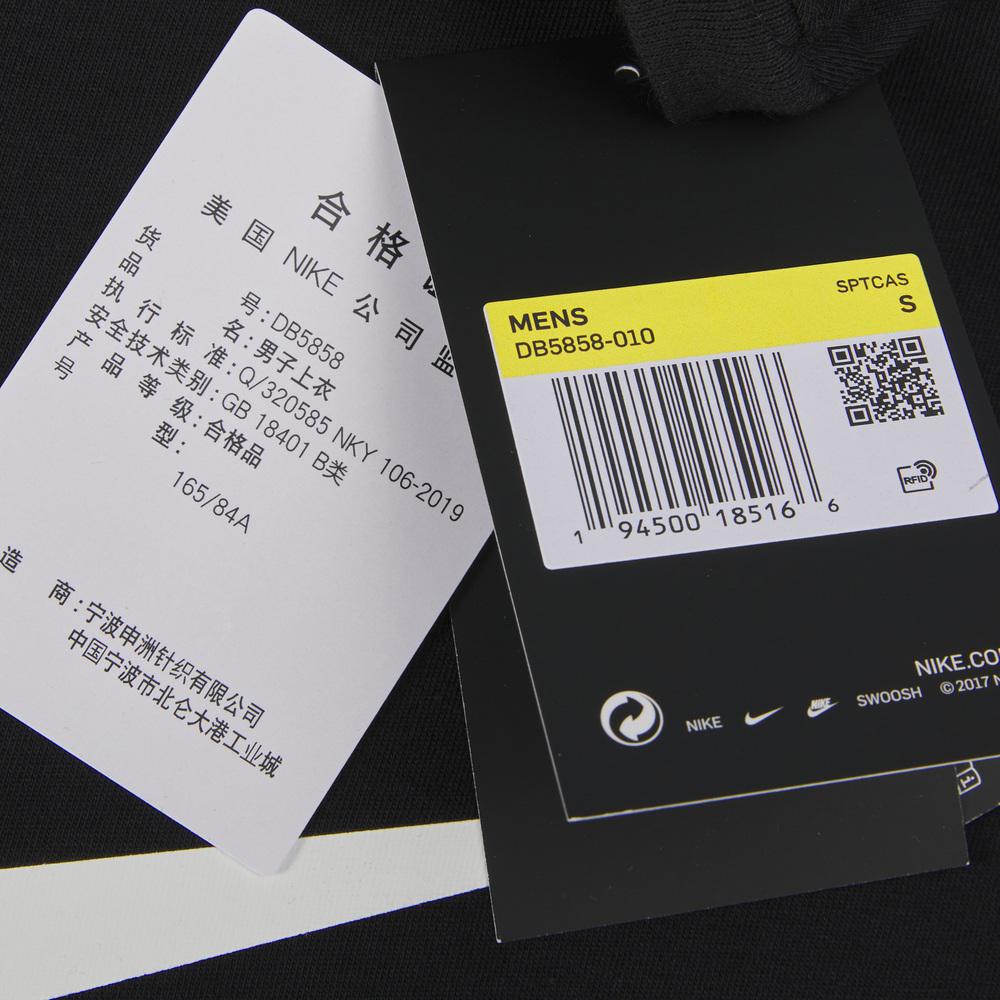 合格
美国 NIKE 公司
货号:DB5858
品名:男子上衣
执行标准:Q/320585 NKY 106-2019
安全技术类别:GB 18401 B类
产品等级:合格品
号型:
165/84A
造商:宁波申洲针织有限公司
中国宁波市北仑大港工业城
MENS
SPTCAS
DB5858-010
S
RFID
1 94500 18516 6
NIKE.CO
NIKE NIKE SWOOSH © 2017 N